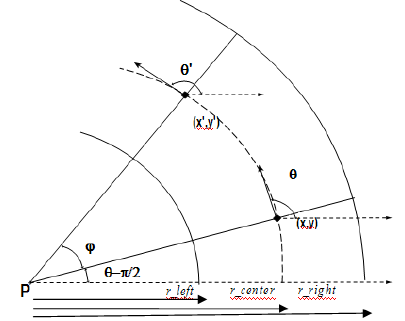 θ'
(x',y')
θ
(x,y)
φ
θ–π/2
P
r_left r_center r_right